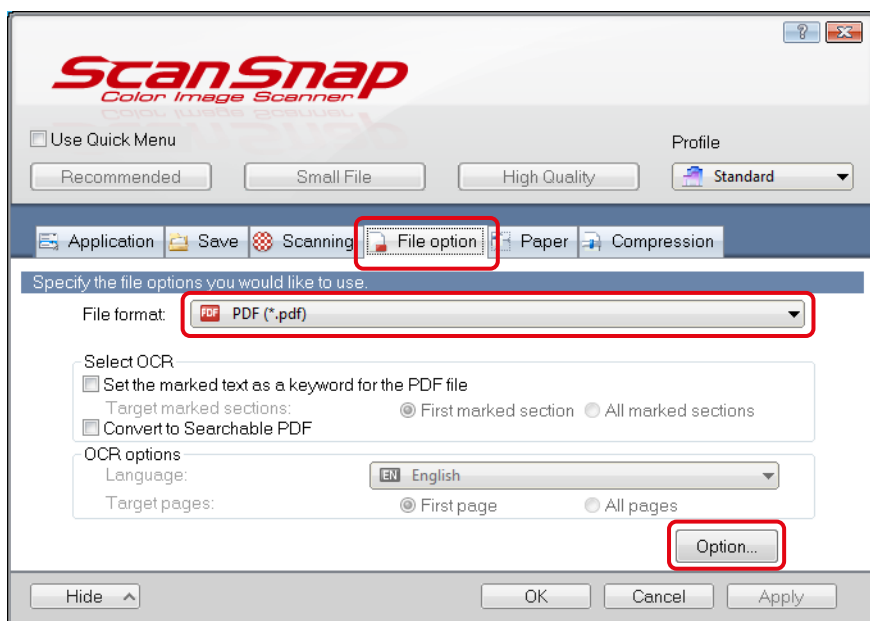 ScanSnap
Color Image Scanner
Use Quick Menu
Profile
Recommended Small File High Quality Standard
Application Save Scanning File option Paper Compression
Specify the file options you would like to use.
File format: PDF PDF (*.pdf)
Select OCR
Set the marked text as a keyword for the PDF file
Target marked sections: First marked section All marked sections
Convert to Searchable PDF
OCR options
Language: EN English
Target pages: First page All pages
Option...
Hide OK Cancel Apply